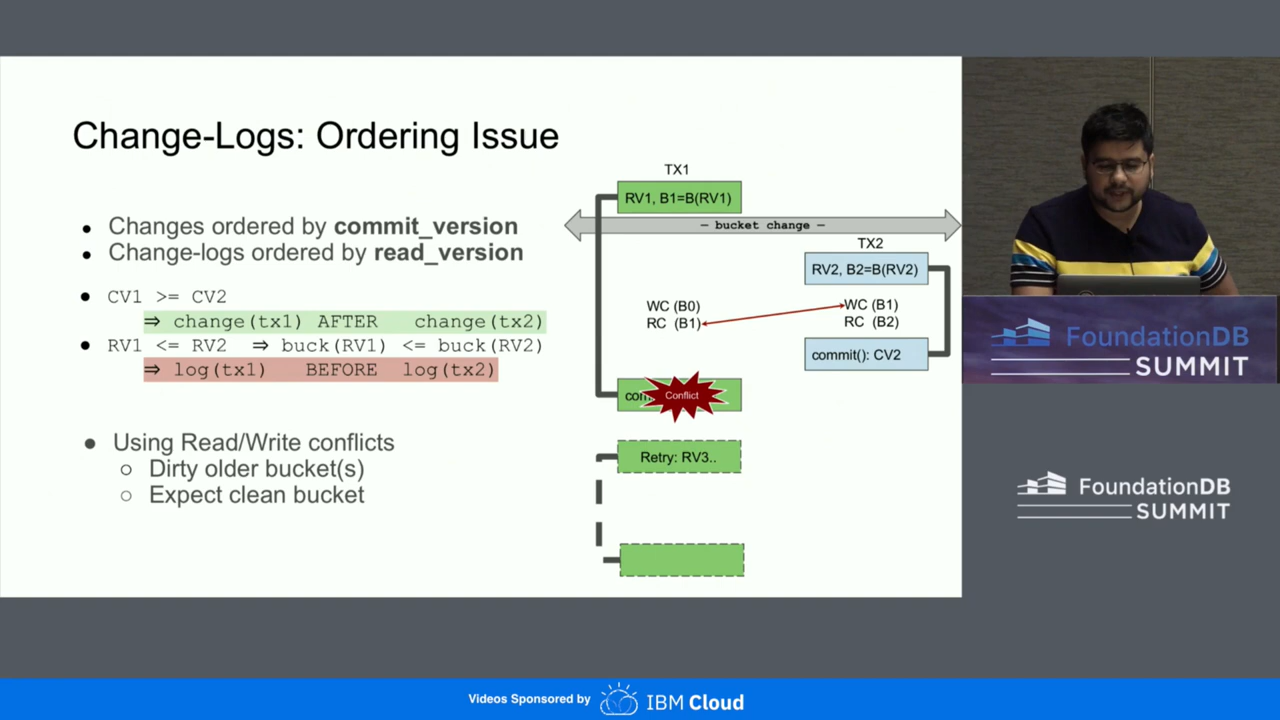 Change-Logs: Ordering Issue
Changes ordered by commit_version
Change-logs ordered by read_version
CV1 >= CV2
⇒ change(tx1) AFTER change(tx2)
RV1 <= RV2 ⇒ buck(RV1) <= buck(RV2)
⇒ log(tx1) BEFORE log(tx2)
Using Read/Write conflicts
Dirty older bucket(s)
Expect clean bucket
TX1
RV1, B1=B(RV1)
— bucket change —
TX2
RV2, B2=B(RV2)
WC (B0)
RC (B1)
WC (B1)
RC (B2)
commit(): CV2
Conflict
Retry: RV3..
FoundationDB
SUMMIT
FoundationDB
SUMMIT
Videos Sponsored by IBM Cloud